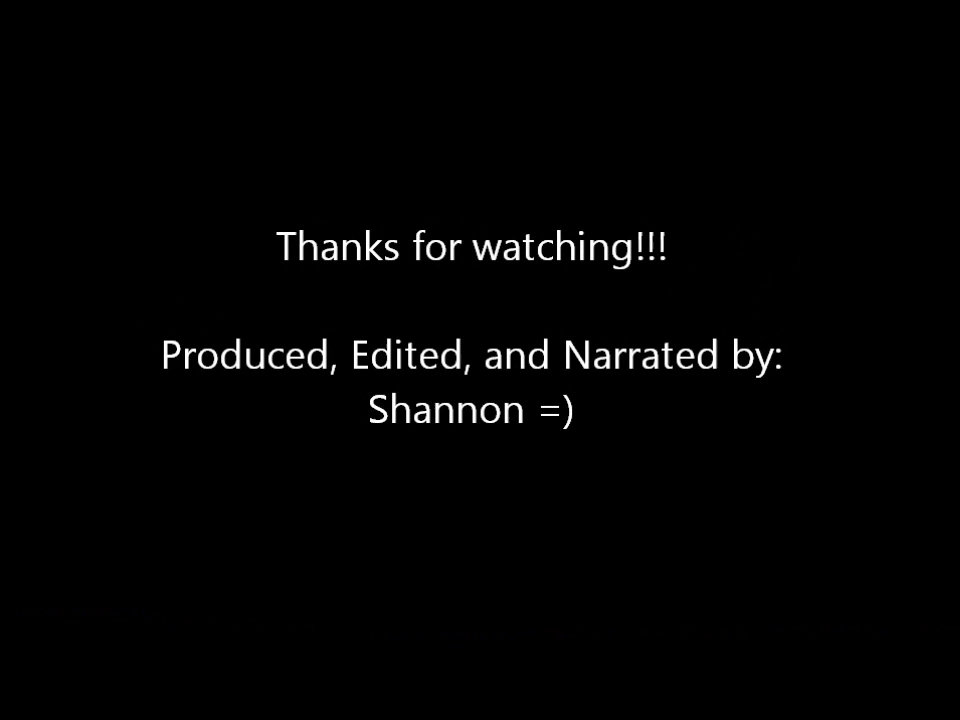 Thanks for watching!!!
Produced, Edited, and Narrated by:
Shannon =)